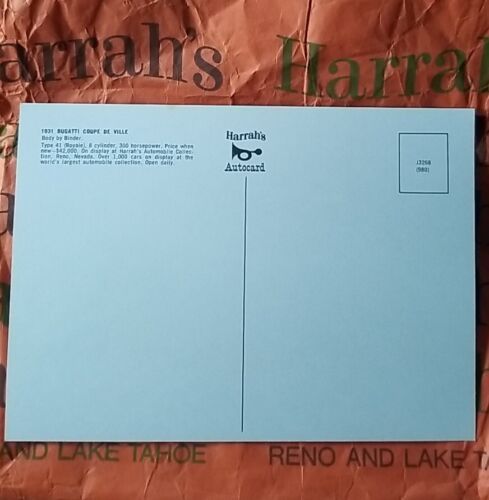 arrah's
Harrah
1931 BUGATTI COUPE DE VILLE
Body by Binder.
Type 41 (Royale), 8 cylinder, 300 horsepower. Price when
new—$42,000. On display at Harrah's Automobile Collec-
tion, Reno, Nevada. Over 1,000 cars on display at the
world's largest automobile collection. Open daily.
Harrah's
Autocard
J3268
(980)
AND LAKE TAHOE
RENO AND LAKE TA